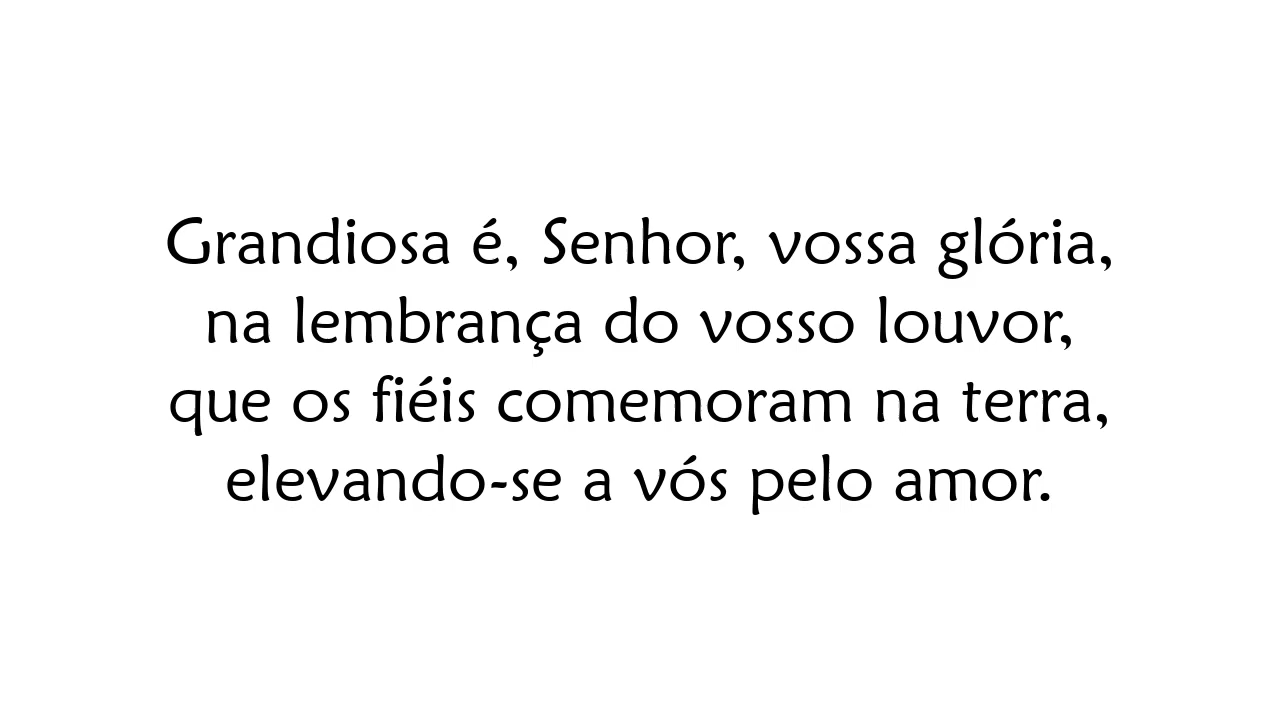 Grandiosa é, Senhor, vossa glória,
na lembrança do vosso louvor,
que os fiéis comemoram na terra,
elevando-se a vós pelo amor.